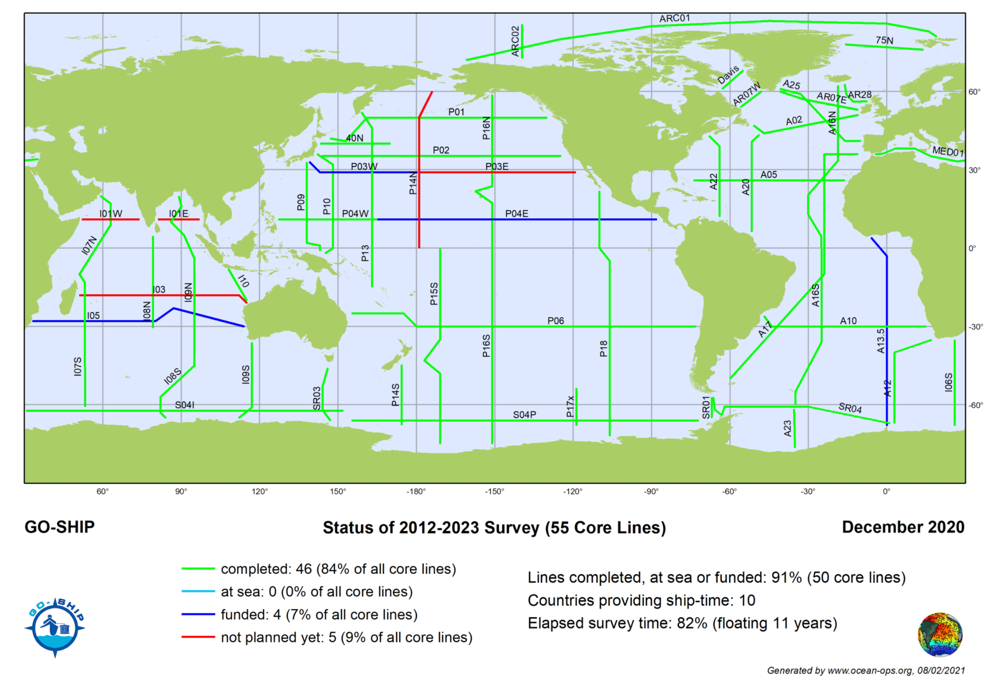 ARC01
ARC02
75N
Davis
AR07W
A25
AR07E
AR28
60°
P01
P16N
A02
A16N
40N
P02
MED01
P03W
P03E
30°
P14N
A22
A20
A05
P09
P10
I01W
I01E
P04W
P04E
I07N
P13
0°
I10
I03
I09N
P15S
A16S
I08N
I05
P06
A17
A10
-30°
P16S
P18
A13.5
I07S
I08S
I09S
SR03
P14S
P17x
A12
I06S
S04I
S04P
SR01
SR04
-60°
A23
60° 90° 120° 150° 180° -150° -120° -90° -60° -30° 0°
GO-SHIP
Status of 2012-2023 Survey (55 Core Lines)
December 2020
completed: 46 (84% of all core lines)
at sea: 0 (0% of all core lines)
funded: 4 (7% of all core lines)
not planned yet: 5 (9% of all core lines)
Lines completed, at sea or funded: 91% (50 core lines)
Countries providing ship-time: 10
Elapsed survey time: 82% (floating 11 years)
GO-SHIP
Generated by www.ocean-ops.org, 08/02/2021